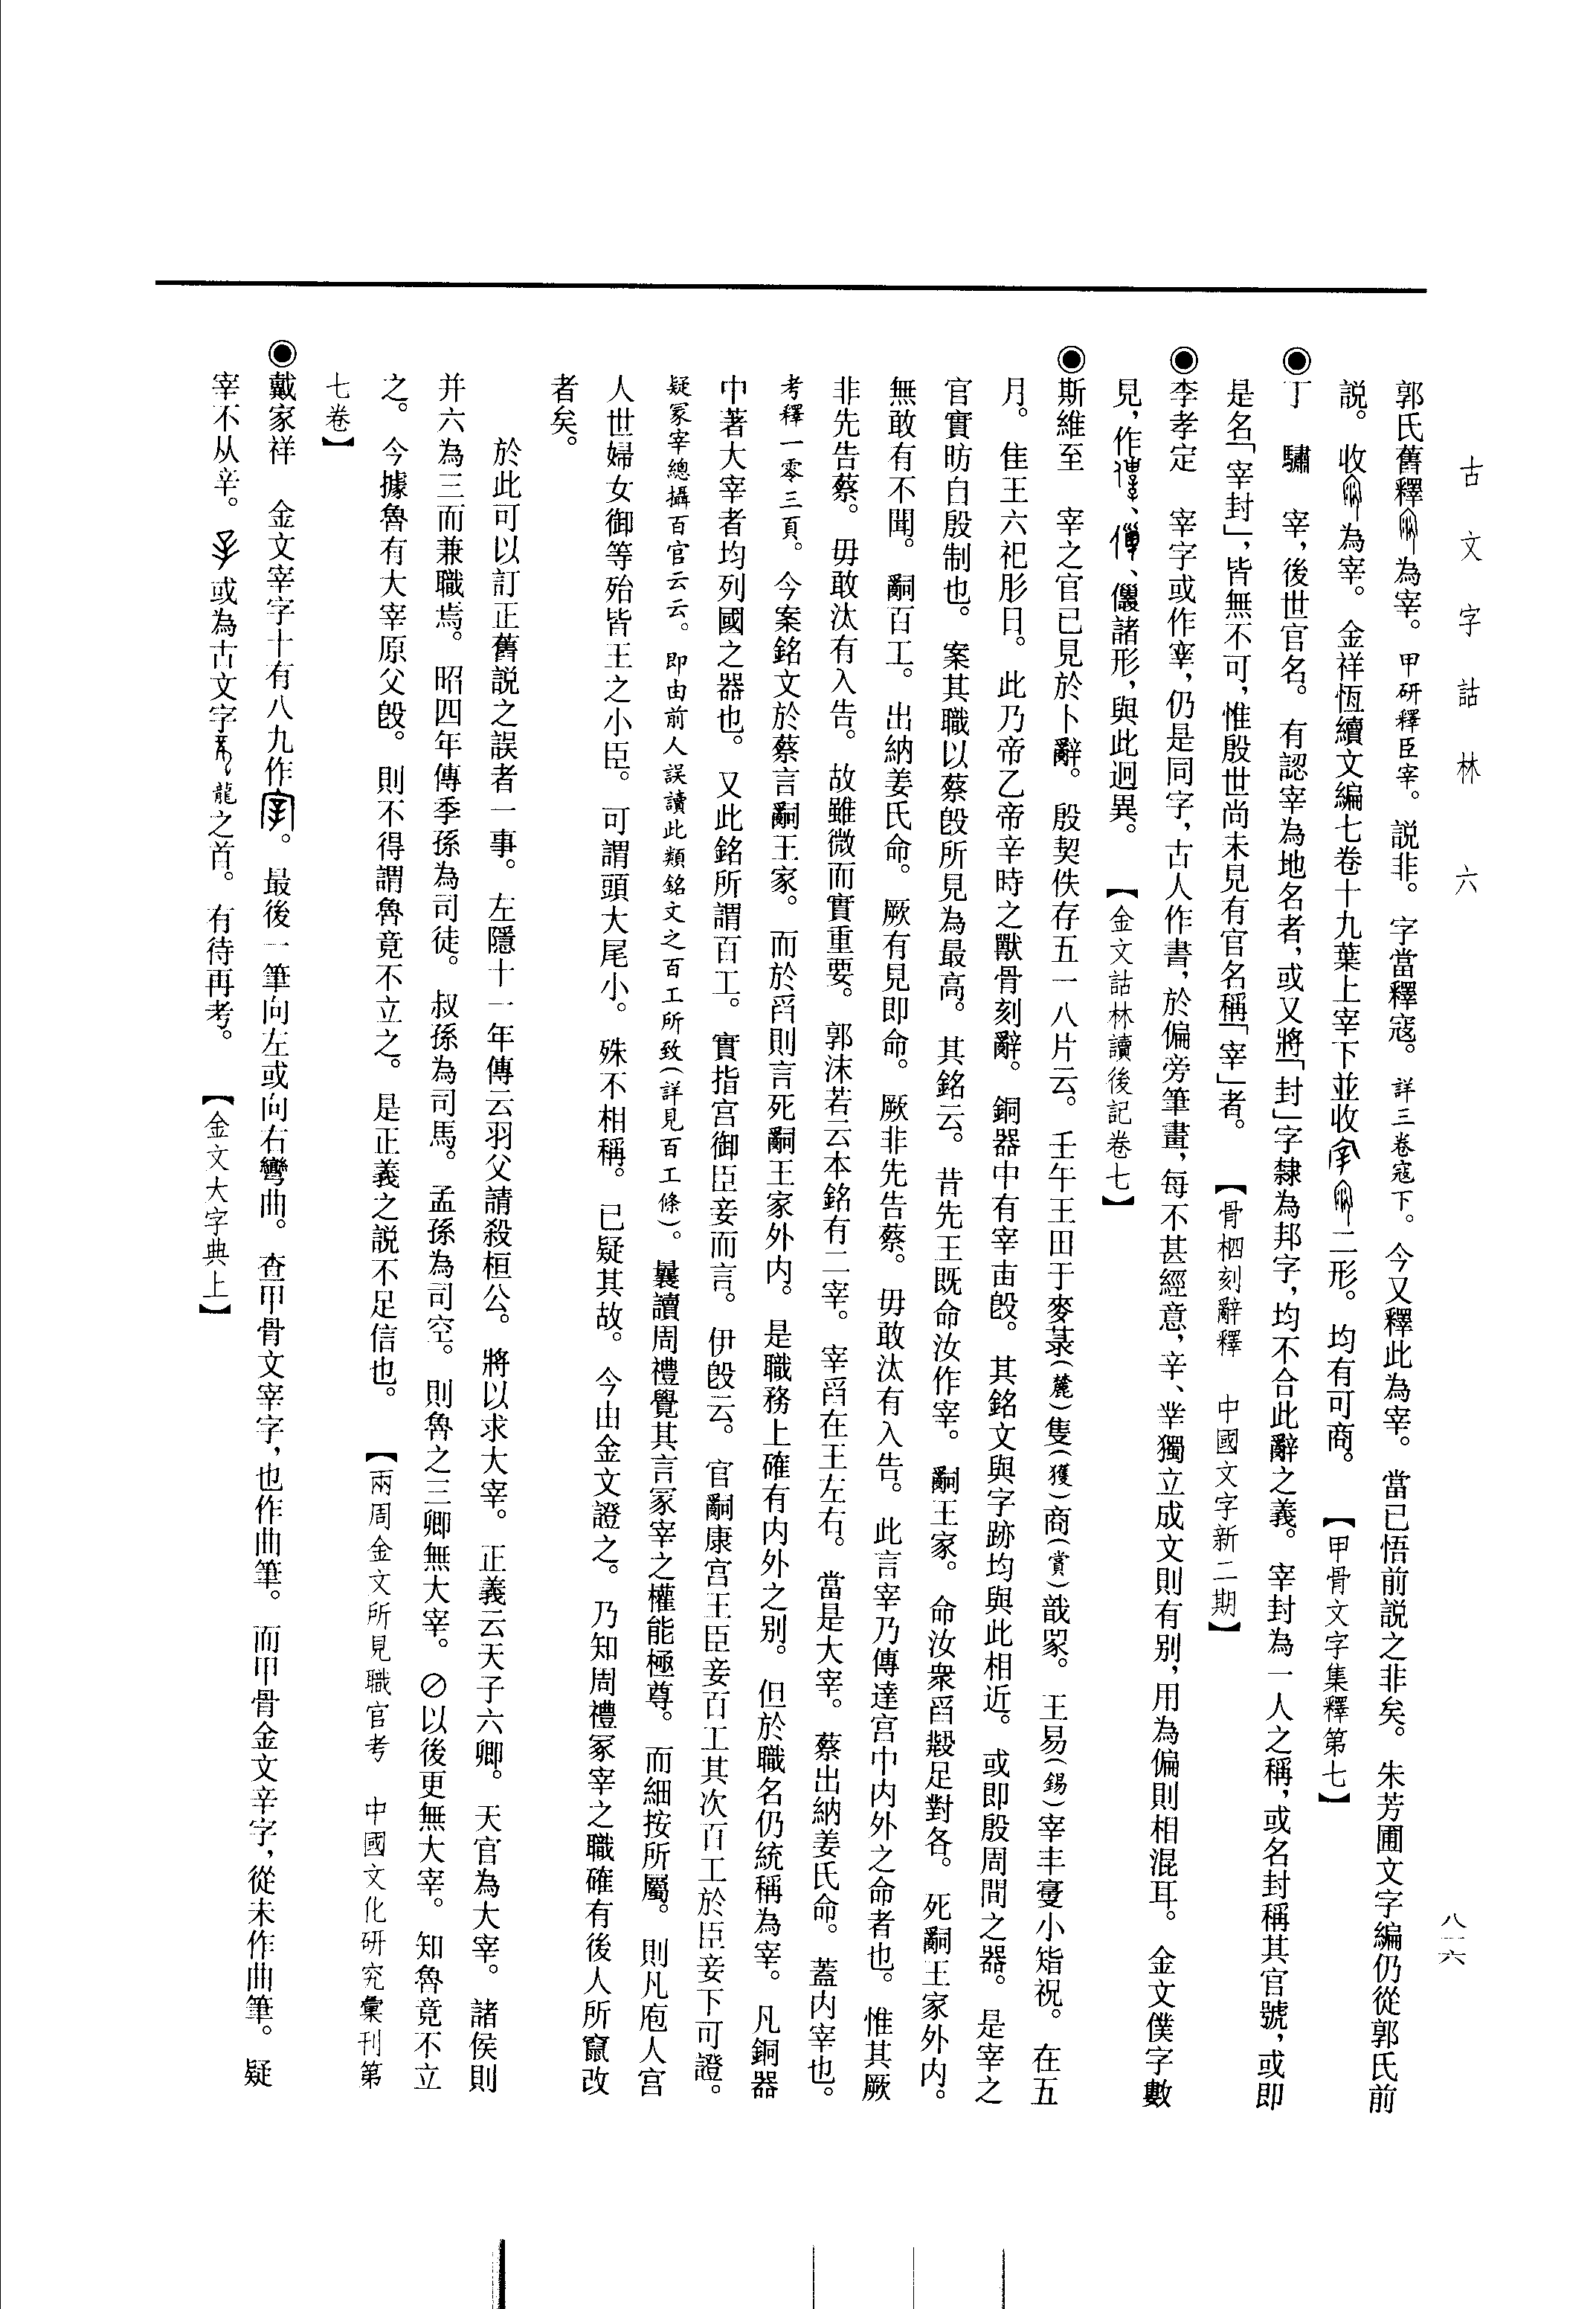 古文字詁林 六
八一六
郭氏舊釋為宰。甲研釋臣宰。説非。字當釋寇。詳三卷寇下。今又釋此為宰。當已悟前説之非矣。朱芳圃文字編仍從郭氏前
説。收為宰。金祥恆續文編七卷十九葉上宰下並收二形。均有可商。【甲骨文字集釋第七】
◉丁 驌 宰,後世官名。有認宰為地名者,或又將「封」字隸為邦字,均不合此辭之義。宰封為一人之稱,或名封稱其官號,或即
是名「宰封」,皆無不可,惟殷世尚未見有官名稱「宰」者。【骨栖刻辭釋 中國文字新二期】
◉李孝定 宰字或作,仍是同字,古人作書,於偏旁筆畫,每不甚經意,辛、䇂獨立成文則有別,用為偏則相混耳。金文僕字數
見,作、、諸形,與此迥異。【金文詁林讀後記卷七】
◉斯維至 宰之官已見於卜辭。殷契佚存五一八片云。壬午王田于麥菉(麓)隻(獲)商(賞)戠兕。王易(錫)宰丰寑小𥎿祝。在五
月。隹王六祀肜日。此乃帝乙帝辛時之獸骨刻辭。銅器中有宰甶𣪘。其銘文與字跡均與此相近。或即殷周間之器。是宰之
官實昉自殷制也。案其職以蔡𣪘所見為最高。其銘云。昔先王既命汝作宰。嗣王家。命汝衆曶𣪕足對各。死嗣王家外内。
無敢有不聞。嗣百工。出納姜氏命。厥有見即命。厥非先告蔡。毋敢汰有入告。此言宰乃傳達宫中内外之命者也。惟其厥
非先告蔡。毋敢汰有入告。故雖微而實重要。郭沫若云本銘有二宰。宰曶在王左右。當是大宰。蔡出納姜氏命。蓋内宰也。
考釋一零三頁。今案銘文於蔡言嗣王家。而於曶則言死嗣王家外内。是職務上確有内外之別。但於職名仍統稱為宰。凡銅器
中著大宰者均列國之器也。又此銘所謂百工。實指宫御臣妾而言。伊𣪘云。官嗣康宫王臣妾百工其次百工於臣妾下可證。
疑冢宰總攝百官云云。即由前人誤讀此類銘文之百工所致(詳見百工條)。曩讀周禮覺其言冢宰之權能極尊。而細按所屬。則凡庖人宫
人世婦女御等殆皆王之小臣。可謂頭大尾小。殊不相稱。已疑其故。今由金文證之。乃知周禮冢宰之職確有後人所竄改
者矣。
於此可以訂正舊説之誤者一事。左隱十一年傳云羽父請殺桓公。將以求大宰。正義云天子六卿。天官為大宰。諸侯則
并六為三而兼職焉。昭四年傳季孫為司徒。叔孫為司馬。孟孫為司空。則魯之三卿無大宰。〇以後更無大宰。知魯竟不立
之。今據魯有大宰原父𣪘。則不得謂魯竟不立之。是正義之説不足信也。【兩周金文所見職官考 中國文化研究彙刊第
七卷】
◉戴家祥 金文宰字十有八九作。最後一筆向左或向右彎曲。查甲骨文宰字,也作曲筆。而甲骨金文辛字,從未作曲筆。疑
宰不从辛。或為古文字龍之首。有待再考。【金文大字典上】